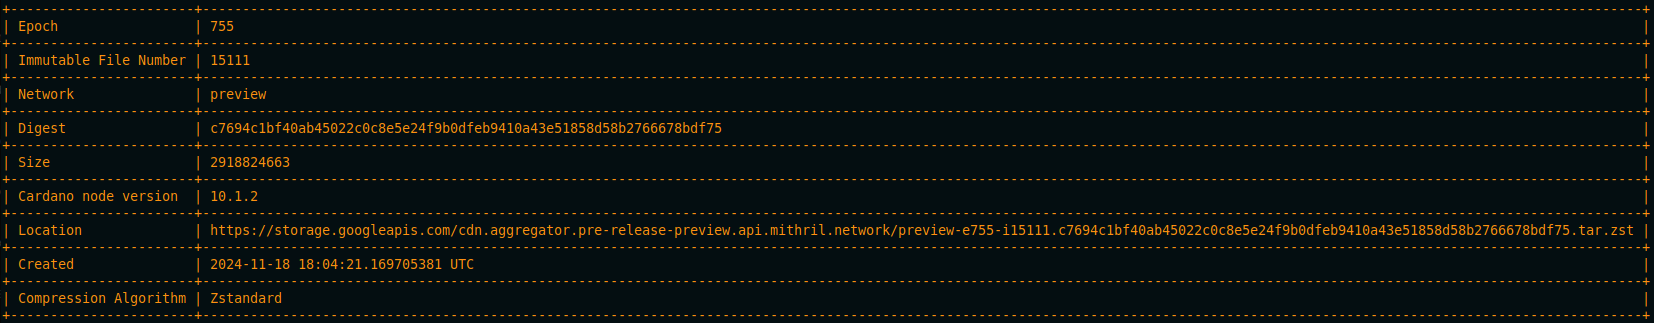 Epoch | 755
Immutable File Number | 15111
Network | preview
Digest | c7694c1bf40ab45022c0c8e5e24f9b0dfeb9410a43e51858d58b2766678bdf75
Size | 2918824663
Cardano node version | 10.1.2
Location | https://storage.googleapis.com/cdn.aggregator.pre-release-preview.api.mithril.network/preview-e755-i15111.c7694c1bf40ab45022c0c8e5e24f9b0dfeb9410a43e51858d58b2766678bdf75.tar.zst
Created | 2024-11-18 18:04:21.169705381 UTC
Compression Algorithm | Zstandard